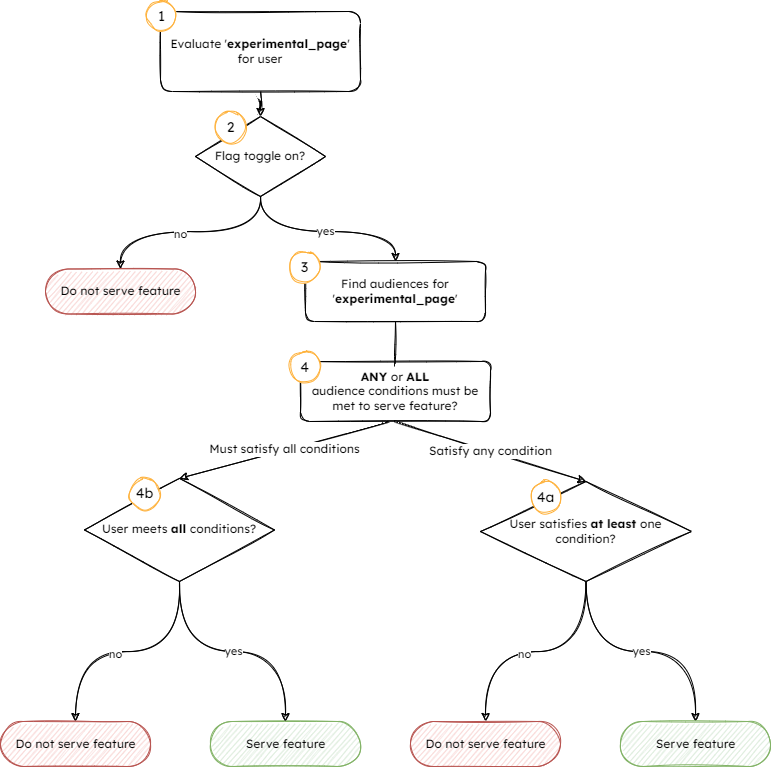 1
Evaluate 'experimental_page'
for user
2
Flag toggle on?
no
yes
Do not serve feature
3
Find audiences for
'experimental_page'
4
ANY or ALL
audience conditions must be
met to serve feature?
Must satisfy all conditions
Satisfy any condition
4b
User meets all conditions?
4a
User satisfies at least one
condition?
no
yes
no
yes
Do not serve feature
Serve feature
Do not serve feature
Serve feature